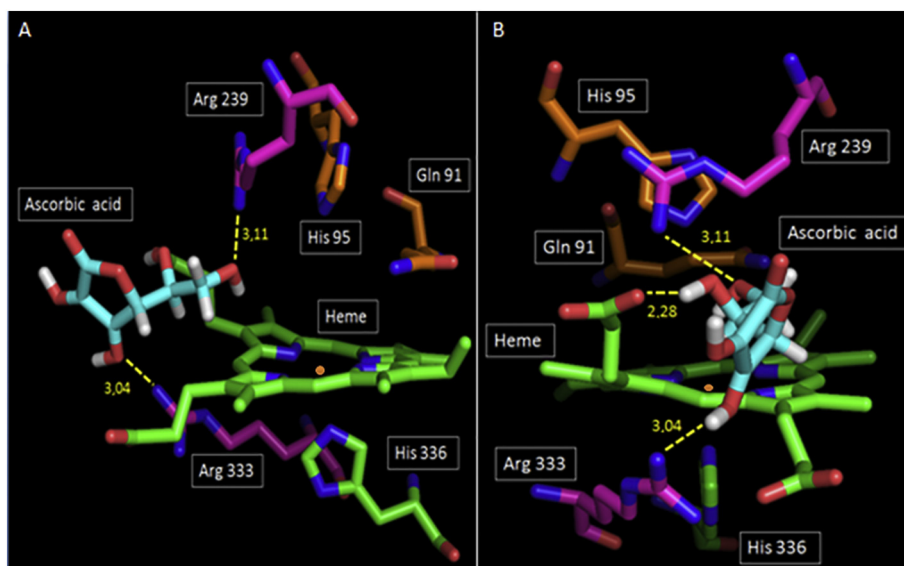 A
Arg 239
Gln 91
Ascorbic acid
3,11
His 95
Heme
3,04
Arg 333
His 336
B
His 95
Arg 239
Gln 91
3,11
Ascorbic acid
2,28
Heme
3,04
Arg 333
His 336